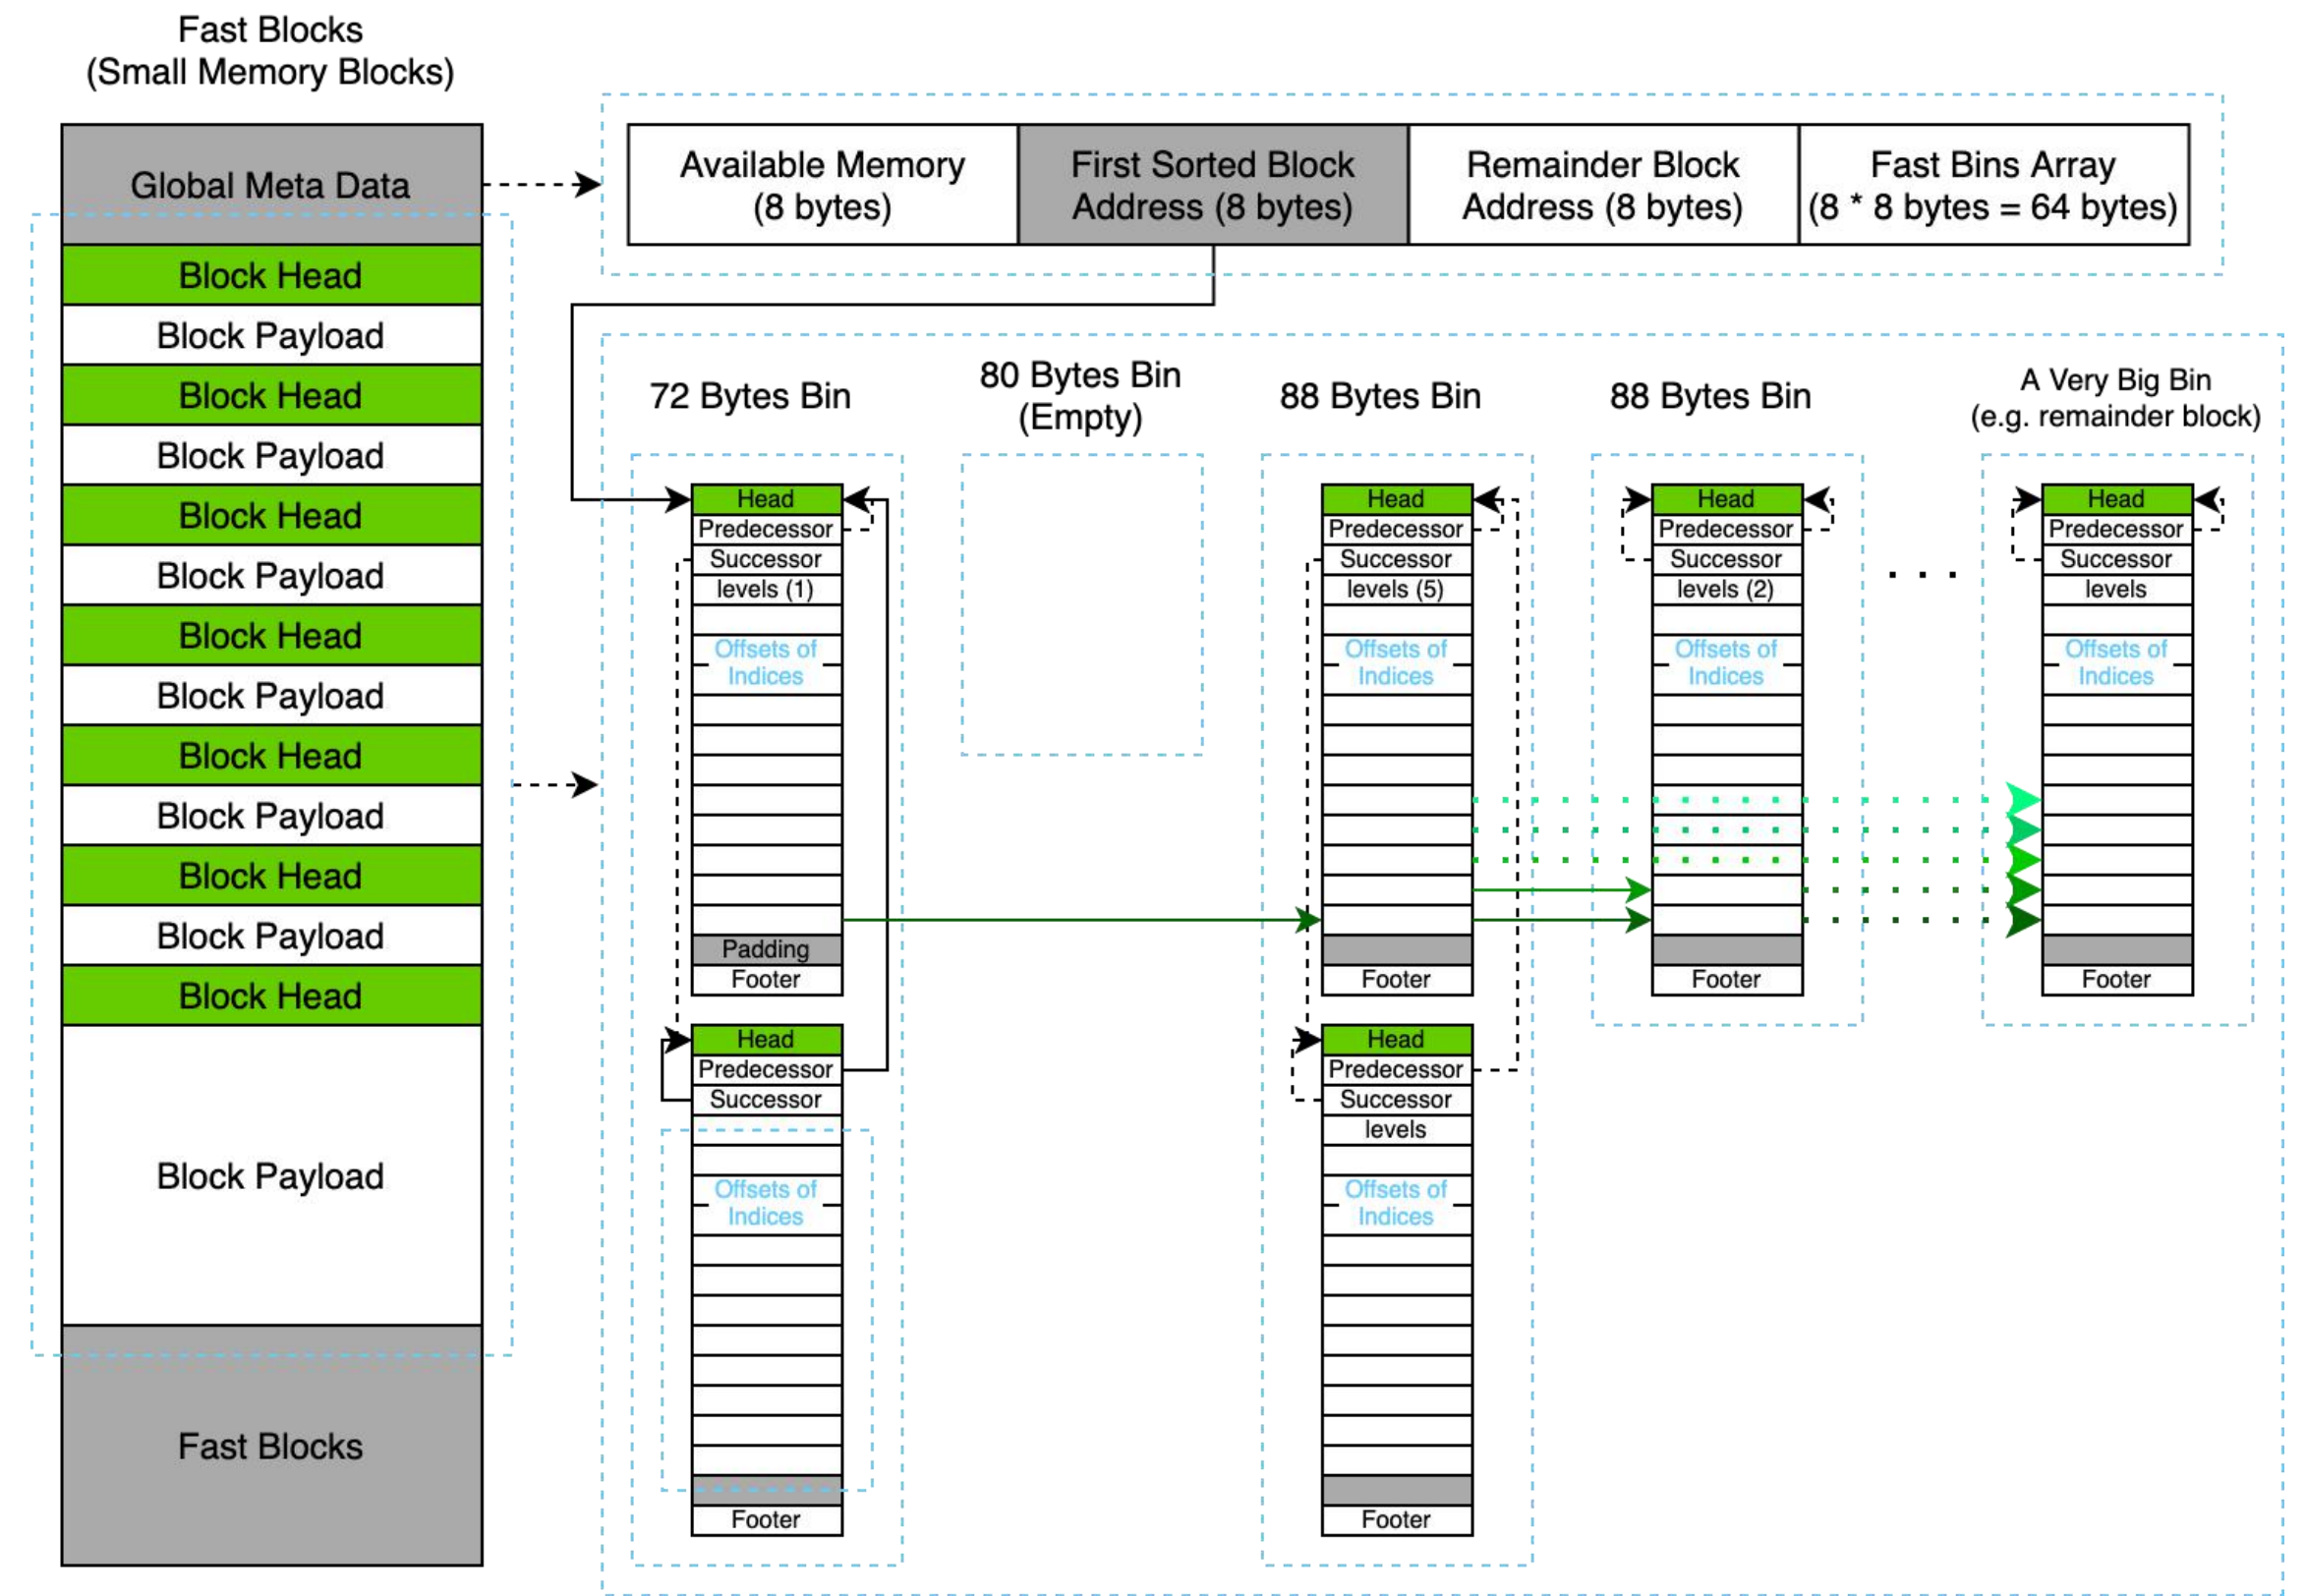 Fast Blocks
(Small Memory Blocks)
Global Meta Data
Block Head
Block Payload
Block Head
Block Payload
Block Head
Block Payload
Block Head
Block Payload
Block Head
Block Payload
Block Head
Block Payload
Block Head
Block Payload
Fast Blocks
Available Memory
(8 bytes)
First Sorted Block
Address (8 bytes)
Remainder Block
Address (8 bytes)
Fast Bins Array
(8 * 8 bytes = 64 bytes)
72 Bytes Bin
Head
Predecessor
Successor
levels (1)
Offsets of
Indices
Padding
Footer
Head
Predecessor
Successor
Offsets of
Indices
Footer
80 Bytes Bin
(Empty)
88 Bytes Bin
Head
Predecessor
Successor
levels (5)
Offsets of
Indices
Footer
Head
Predecessor
Successor
levels
Offsets of
Indices
Footer
88 Bytes Bin
Head
Predecessor
Successor
levels (2)
Offsets of
Indices
Footer
. . .
A Very Big Bin
(e.g. remainder block)
Head
Predecessor
Successor
levels
Offsets of
Indices
Footer